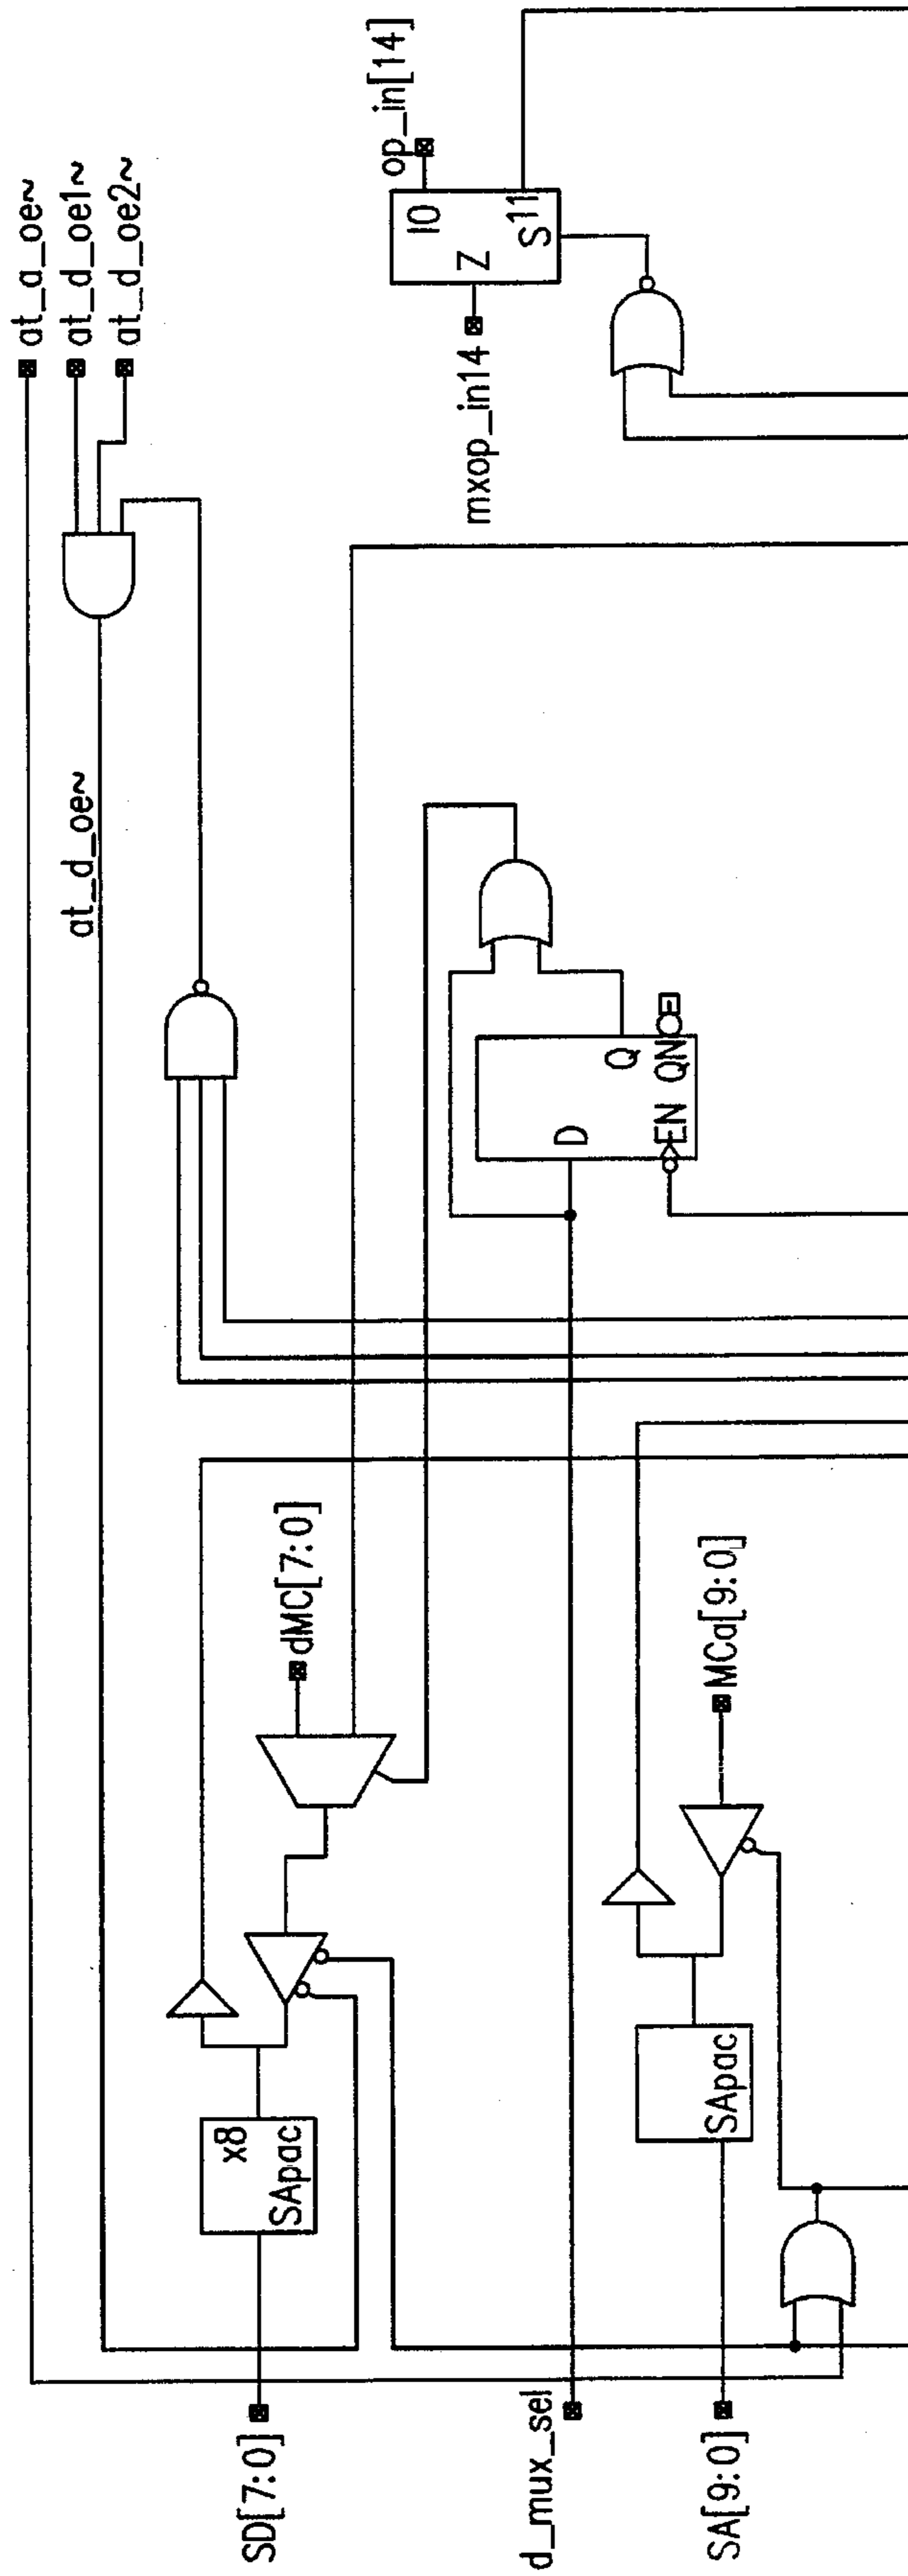 at_a_oe~
at_d_oe1~
at_d_oe2~
at_d_oe~
SD[7:0]
x8
SApac
dMC[7:0]
op_in[14]
I0
Z
S
11
mxop_in14
d_mux_sel
D
Q
EN
QN
SA[9:0]
SApac
MCa[9:0]